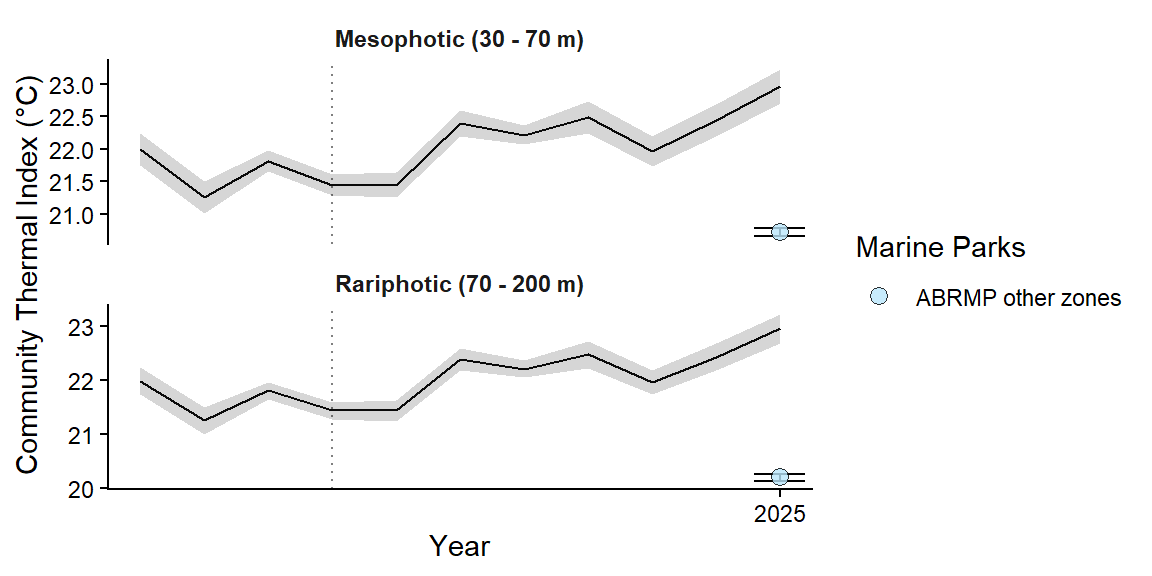 Mesophotic (30 - 70 m)
23.0
22.5
22.0
21.5
21.0
Community Thermal Index (°C)
Rariphotic (70 - 200 m)
23
22
21
20
2025
Year
Marine Parks
ABRMP other zones